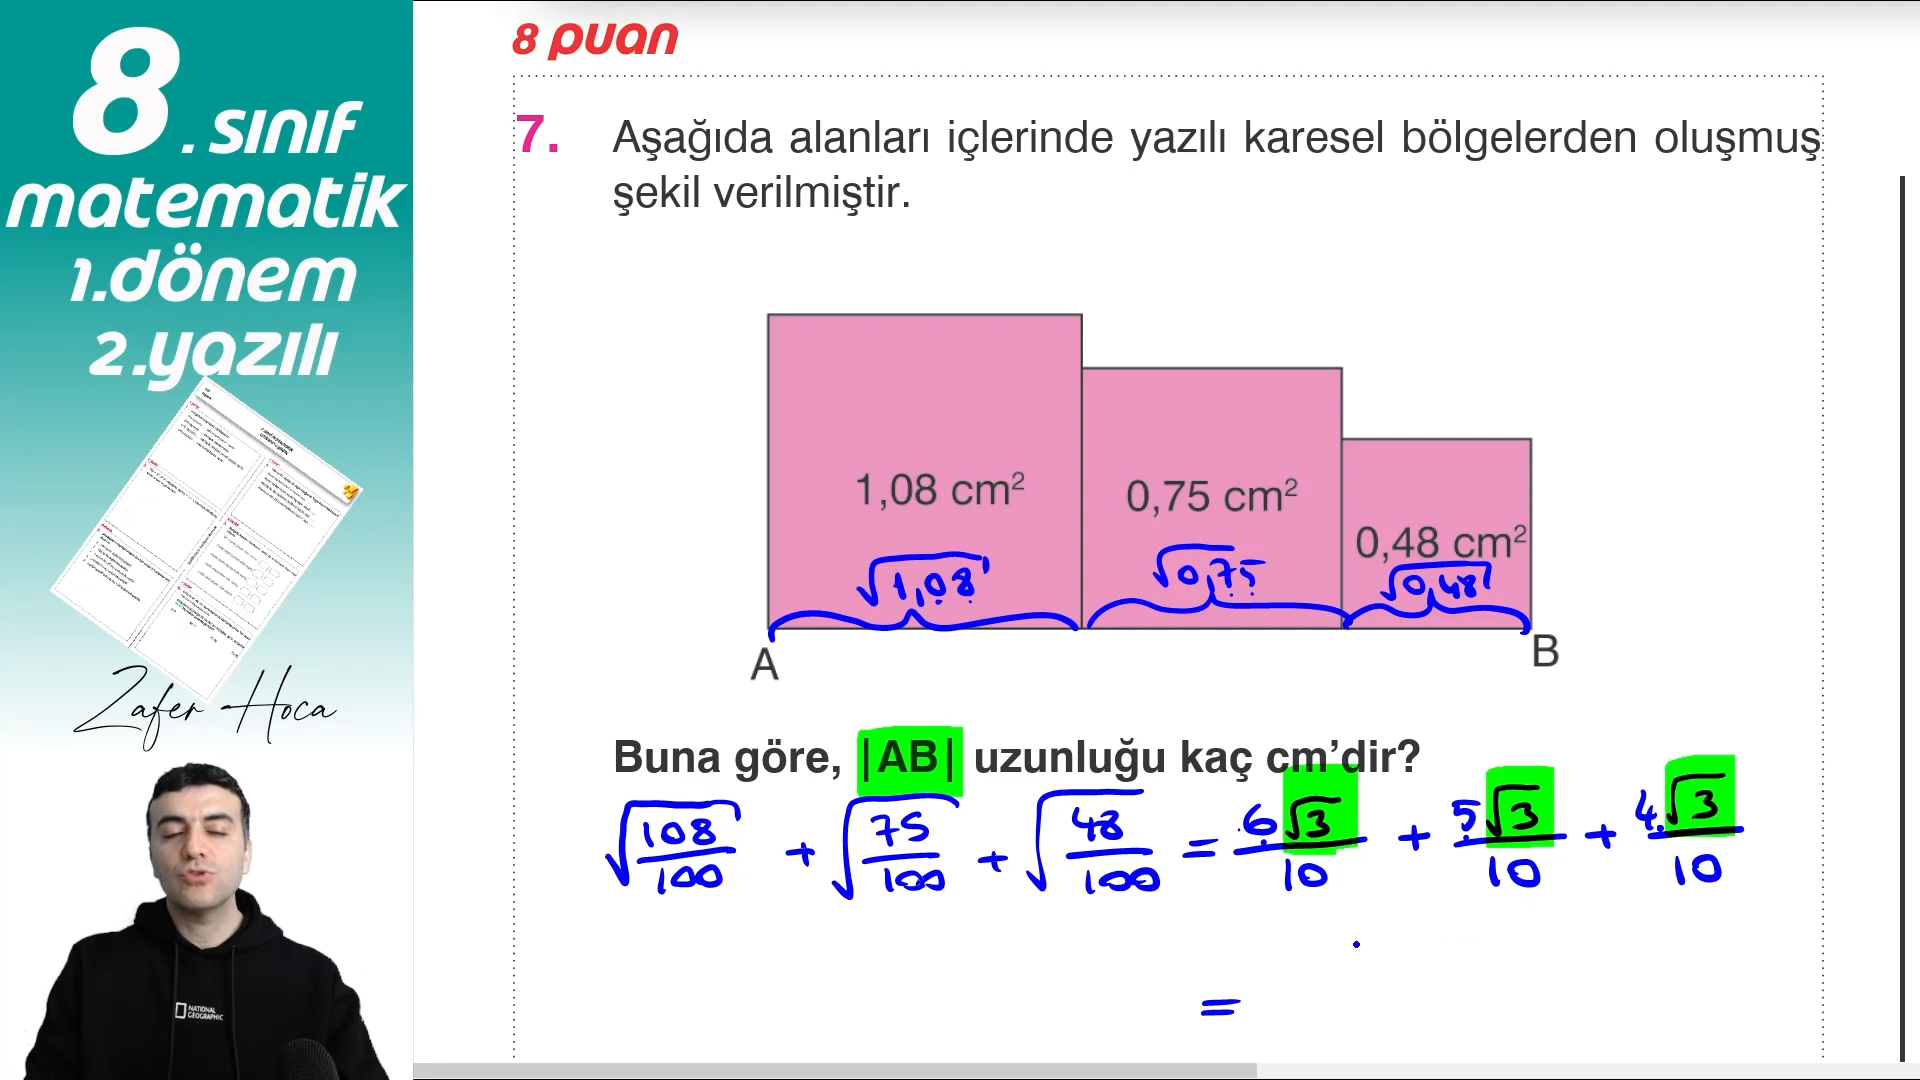 8 puan
8.sınıf
matematik
1.dönem
2.yazılı
Zafer Hoca
NATIONAL
GEOGRAPHIC
7. Aşağıda alanları içlerinde yazılı karesel bölgelerden oluşmuş
şekil verilmiştir.
1,08 cm²
0,75 cm²
0,48 cm²
√1,08
√0,75
√0,48
A
B
Buna göre, |AB| uzunluğu kaç cm’dir?
√(108/100) + √(75/100) + √(48/100) = 6√3/10 + 5√3/10 + 4.√3/10
=